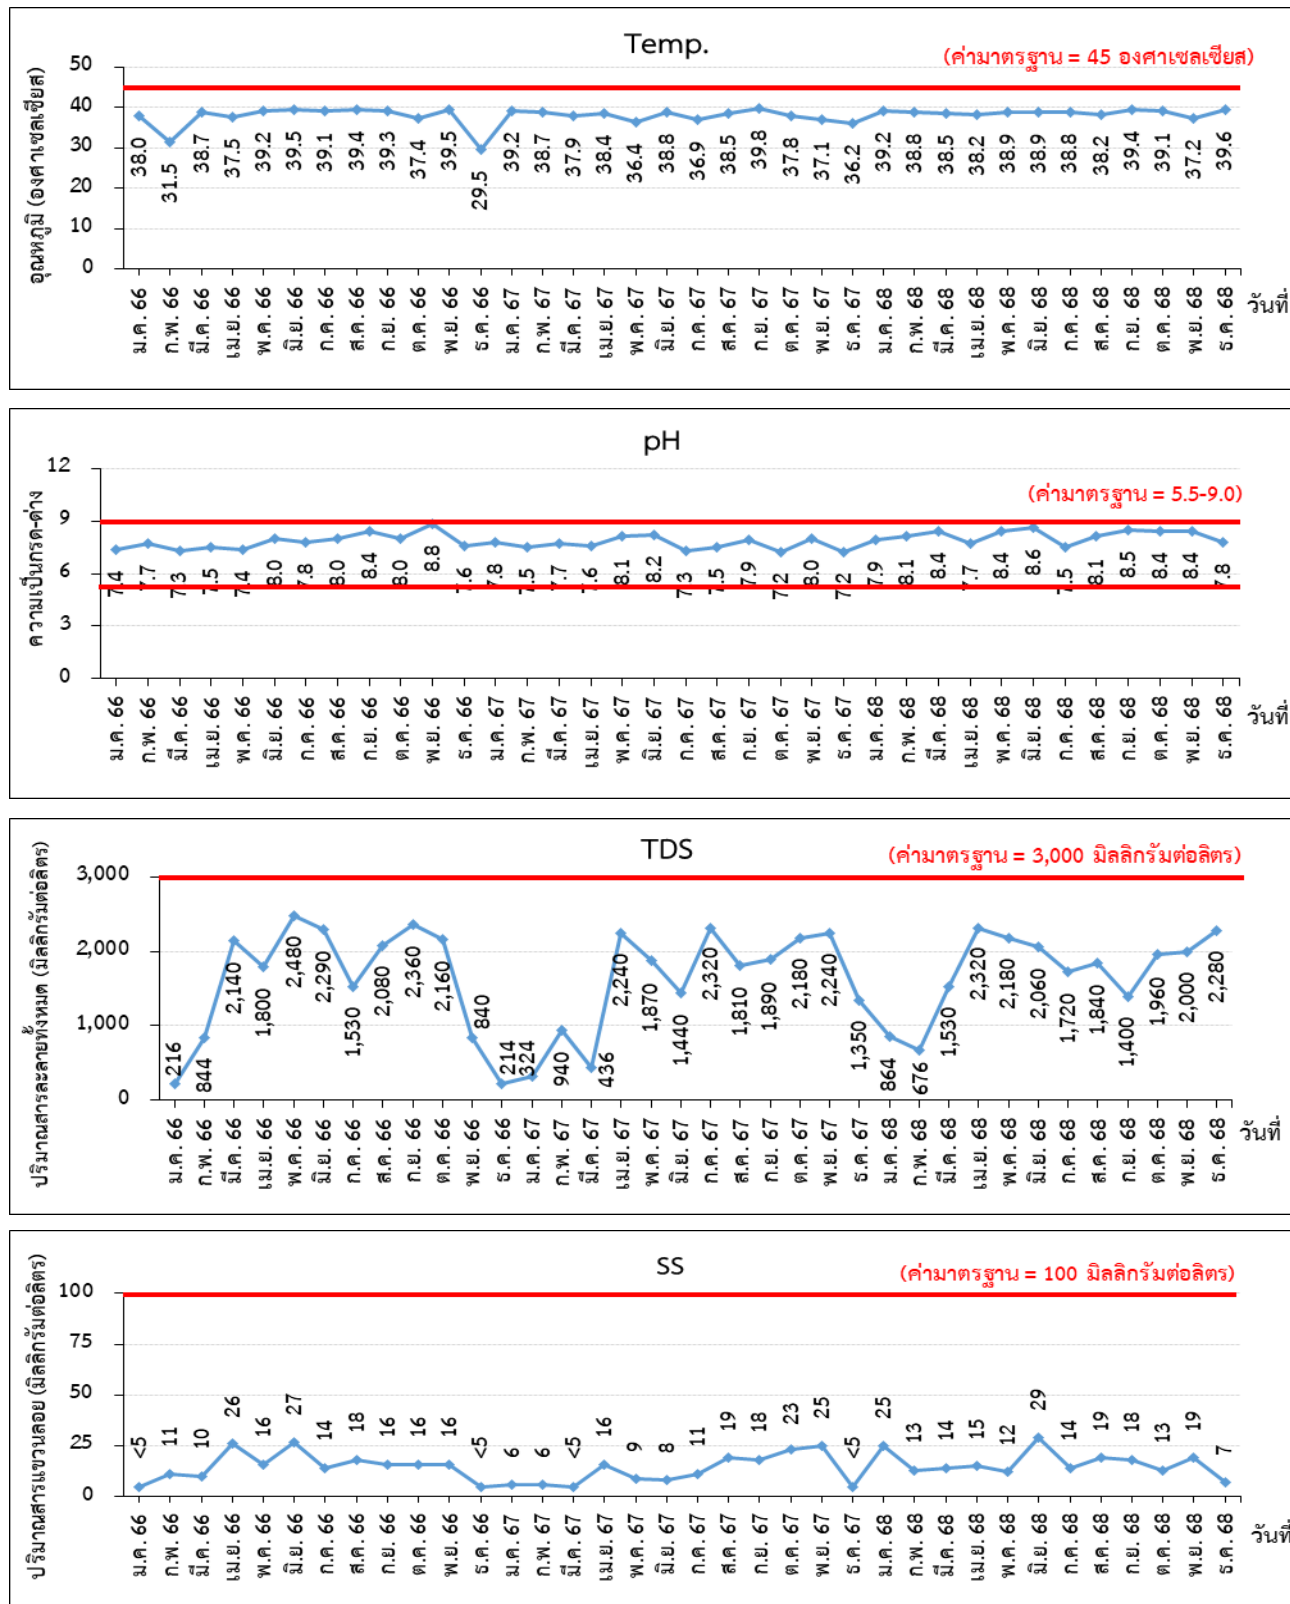 Temp.
(ค่ามาตรฐาน = 45 องศาเซลเซียส)
อุณหภูมิ (องศาเซลเซียส)
50
40
30
20
10
0
38.0 31.5 38.7 37.5 39.2 39.5 39.1 39.4 39.3 37.4 39.5 29.5 39.2 38.7 37.9 38.4 36.4 38.8 36.9 38.5 39.8 37.8 37.1 36.2 39.2 38.8 38.5 38.2 38.9 38.9 38.8 38.2 39.4 39.1 37.2 39.6
ม.ค. 66 ก.พ. 66 มี.ค. 66 เม.ย. 66 พ.ค. 66 มิ.ย. 66 ก.ค. 66 ส.ค. 66 ก.ย. 66 ต.ค. 66 พ.ย. 66 ธ.ค. 66 ม.ค. 67 ก.พ. 67 มี.ค. 67 เม.ย. 67 พ.ค. 67 มิ.ย. 67 ก.ค. 67 ส.ค. 67 ก.ย. 67 ต.ค. 67 พ.ย. 67 ธ.ค. 67 ม.ค. 68 ก.พ. 68 มี.ค. 68 เม.ย. 68 พ.ค. 68 มิ.ย. 68 ก.ค. 68 ส.ค. 68 ก.ย. 68 ต.ค. 68 พ.ย. 68 ธ.ค. 68
วันที่
pH
(ค่ามาตรฐาน = 5.5-9.0)
ความเป็นกรด-ด่าง
12
9
6
3
0
7.4 7.7 7.3 7.5 7.4 8.0 7.8 8.0 8.4 8.0 8.8 7.6 7.8 7.5 7.7 7.6 8.1 8.2 7.3 7.5 7.9 7.2 8.0 7.2 7.9 8.1 8.4 7.7 8.4 8.6 7.5 8.1 8.5 8.4 8.4 7.8
ม.ค. 66 ก.พ. 66 มี.ค. 66 เม.ย. 66 พ.ค. 66 มิ.ย. 66 ก.ค. 66 ส.ค. 66 ก.ย. 66 ต.ค. 66 พ.ย. 66 ธ.ค. 66 ม.ค. 67 ก.พ. 67 มี.ค. 67 เม.ย. 67 พ.ค. 67 มิ.ย. 67 ก.ค. 67 ส.ค. 67 ก.ย. 67 ต.ค. 67 พ.ย. 67 ธ.ค. 67 ม.ค. 68 ก.พ. 68 มี.ค. 68 เม.ย. 68 พ.ค. 68 มิ.ย. 68 ก.ค. 68 ส.ค. 68 ก.ย. 68 ต.ค. 68 พ.ย. 68 ธ.ค. 68
วันที่
TDS
(ค่ามาตรฐาน = 3,000 มิลลิกรัมต่อลิตร)
ปริมาณสารละลายทั้งหมด (มิลลิกรัมต่อลิตร)
3,000
2,000
1,000
0
216 844 2,140 1,800 2,480 2,290 1,530 2,080 2,360 2,160 840 214 324 940 436 2,240 1,870 1,440 2,320 1,810 1,890 2,180 2,240 1,350 864 676 1,530 2,320 2,180 2,060 1,720 1,840 1,400 1,960 2,000 2,280
ม.ค. 66 ก.พ. 66 มี.ค. 66 เม.ย. 66 พ.ค. 66 มิ.ย. 66 ก.ค. 66 ส.ค. 66 ก.ย. 66 ต.ค. 66 พ.ย. 66 ธ.ค. 66 ม.ค. 67 ก.พ. 67 มี.ค. 67 เม.ย. 67 พ.ค. 67 มิ.ย. 67 ก.ค. 67 ส.ค. 67 ก.ย. 67 ต.ค. 67 พ.ย. 67 ธ.ค. 67 ม.ค. 68 ก.พ. 68 มี.ค. 68 เม.ย. 68 พ.ค. 68 มิ.ย. 68 ก.ค. 68 ส.ค. 68 ก.ย. 68 ต.ค. 68 พ.ย. 68 ธ.ค. 68
วันที่
SS
(ค่ามาตรฐาน = 100 มิลลิกรัมต่อลิตร)
ปริมาณสารแขวนลอย (มิลลิกรัมต่อลิตร)
100
75
50
25
0
<5 11 10 26 16 27 14 18 16 16 16 <5 6 6 <5 16 9 8 11 19 18 23 25 <5 25 13 14 15 12 29 14 19 18 13 19 7
ม.ค. 66 ก.พ. 66 มี.ค. 66 เม.ย. 66 พ.ค. 66 มิ.ย. 66 ก.ค. 66 ส.ค. 66 ก.ย. 66 ต.ค. 66 พ.ย. 66 ธ.ค. 66 ม.ค. 67 ก.พ. 67 มี.ค. 67 เม.ย. 67 พ.ค. 67 มิ.ย. 67 ก.ค. 67 ส.ค. 67 ก.ย. 67 ต.ค. 67 พ.ย. 67 ธ.ค. 67 ม.ค. 68 ก.พ. 68 มี.ค. 68 เม.ย. 68 พ.ค. 68 มิ.ย. 68 ก.ค. 68 ส.ค. 68 ก.ย. 68 ต.ค. 68 พ.ย. 68 ธ.ค. 68
วันที่